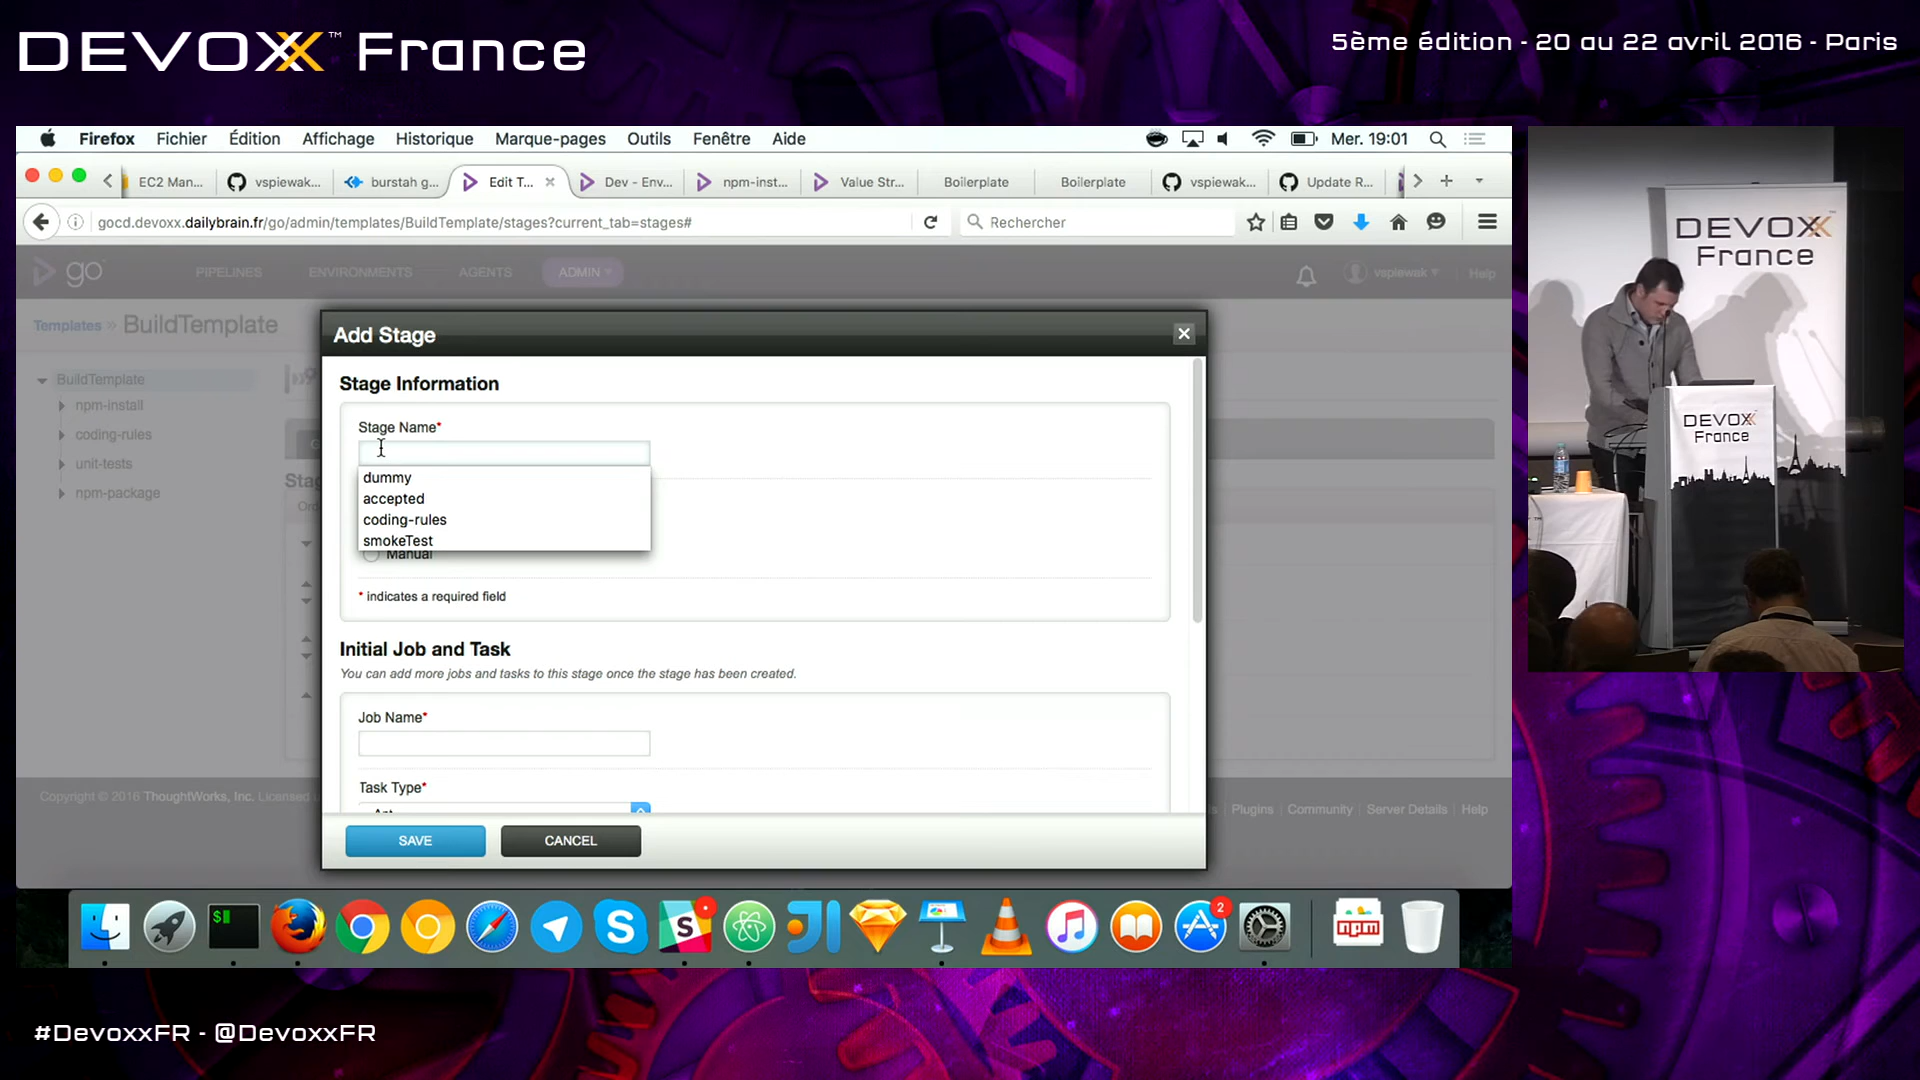 DEVOXX™ France
5ème édition - 20 au 22 avril 2016 - Paris
Firefox Fichier Édition Affichage Historique Marque-pages Outils Fenêtre Aide
Mer. 19:01
EC2 Man...
vspiewak...
burstah g...
Edit T...
Dev - Env...
npm-inst...
Value Str...
Boilerplate
Boilerplate
vspiewak...
Update R...
gocd.devoxx.dailybrain.fr/go/admin/templates/BuildTemplate/stages?current_tab=stages#
Rechercher
go
PIPELINES ENVIRONMENTS AGENTS ADMIN
vspiewak
Help
Templates » BuildTemplate
BuildTemplate
npm-install
coding-rules
unit-tests
npm-package
Add Stage
Stage Information
Stage Name*
dummy
accepted
coding-rules
smokeTest
Manual
* indicates a required field
Initial Job and Task
You can add more jobs and tasks to this stage once the stage has been created.
Job Name*
Task Type*
SAVE CANCEL
Copyright © 2016 ThoughtWorks, Inc. Licensed
Plugins | Community | Server Details | Help
$
2
npm
DEVOXX
France
DEVOXX
France
#DevoxxFR - @DevoxxFR